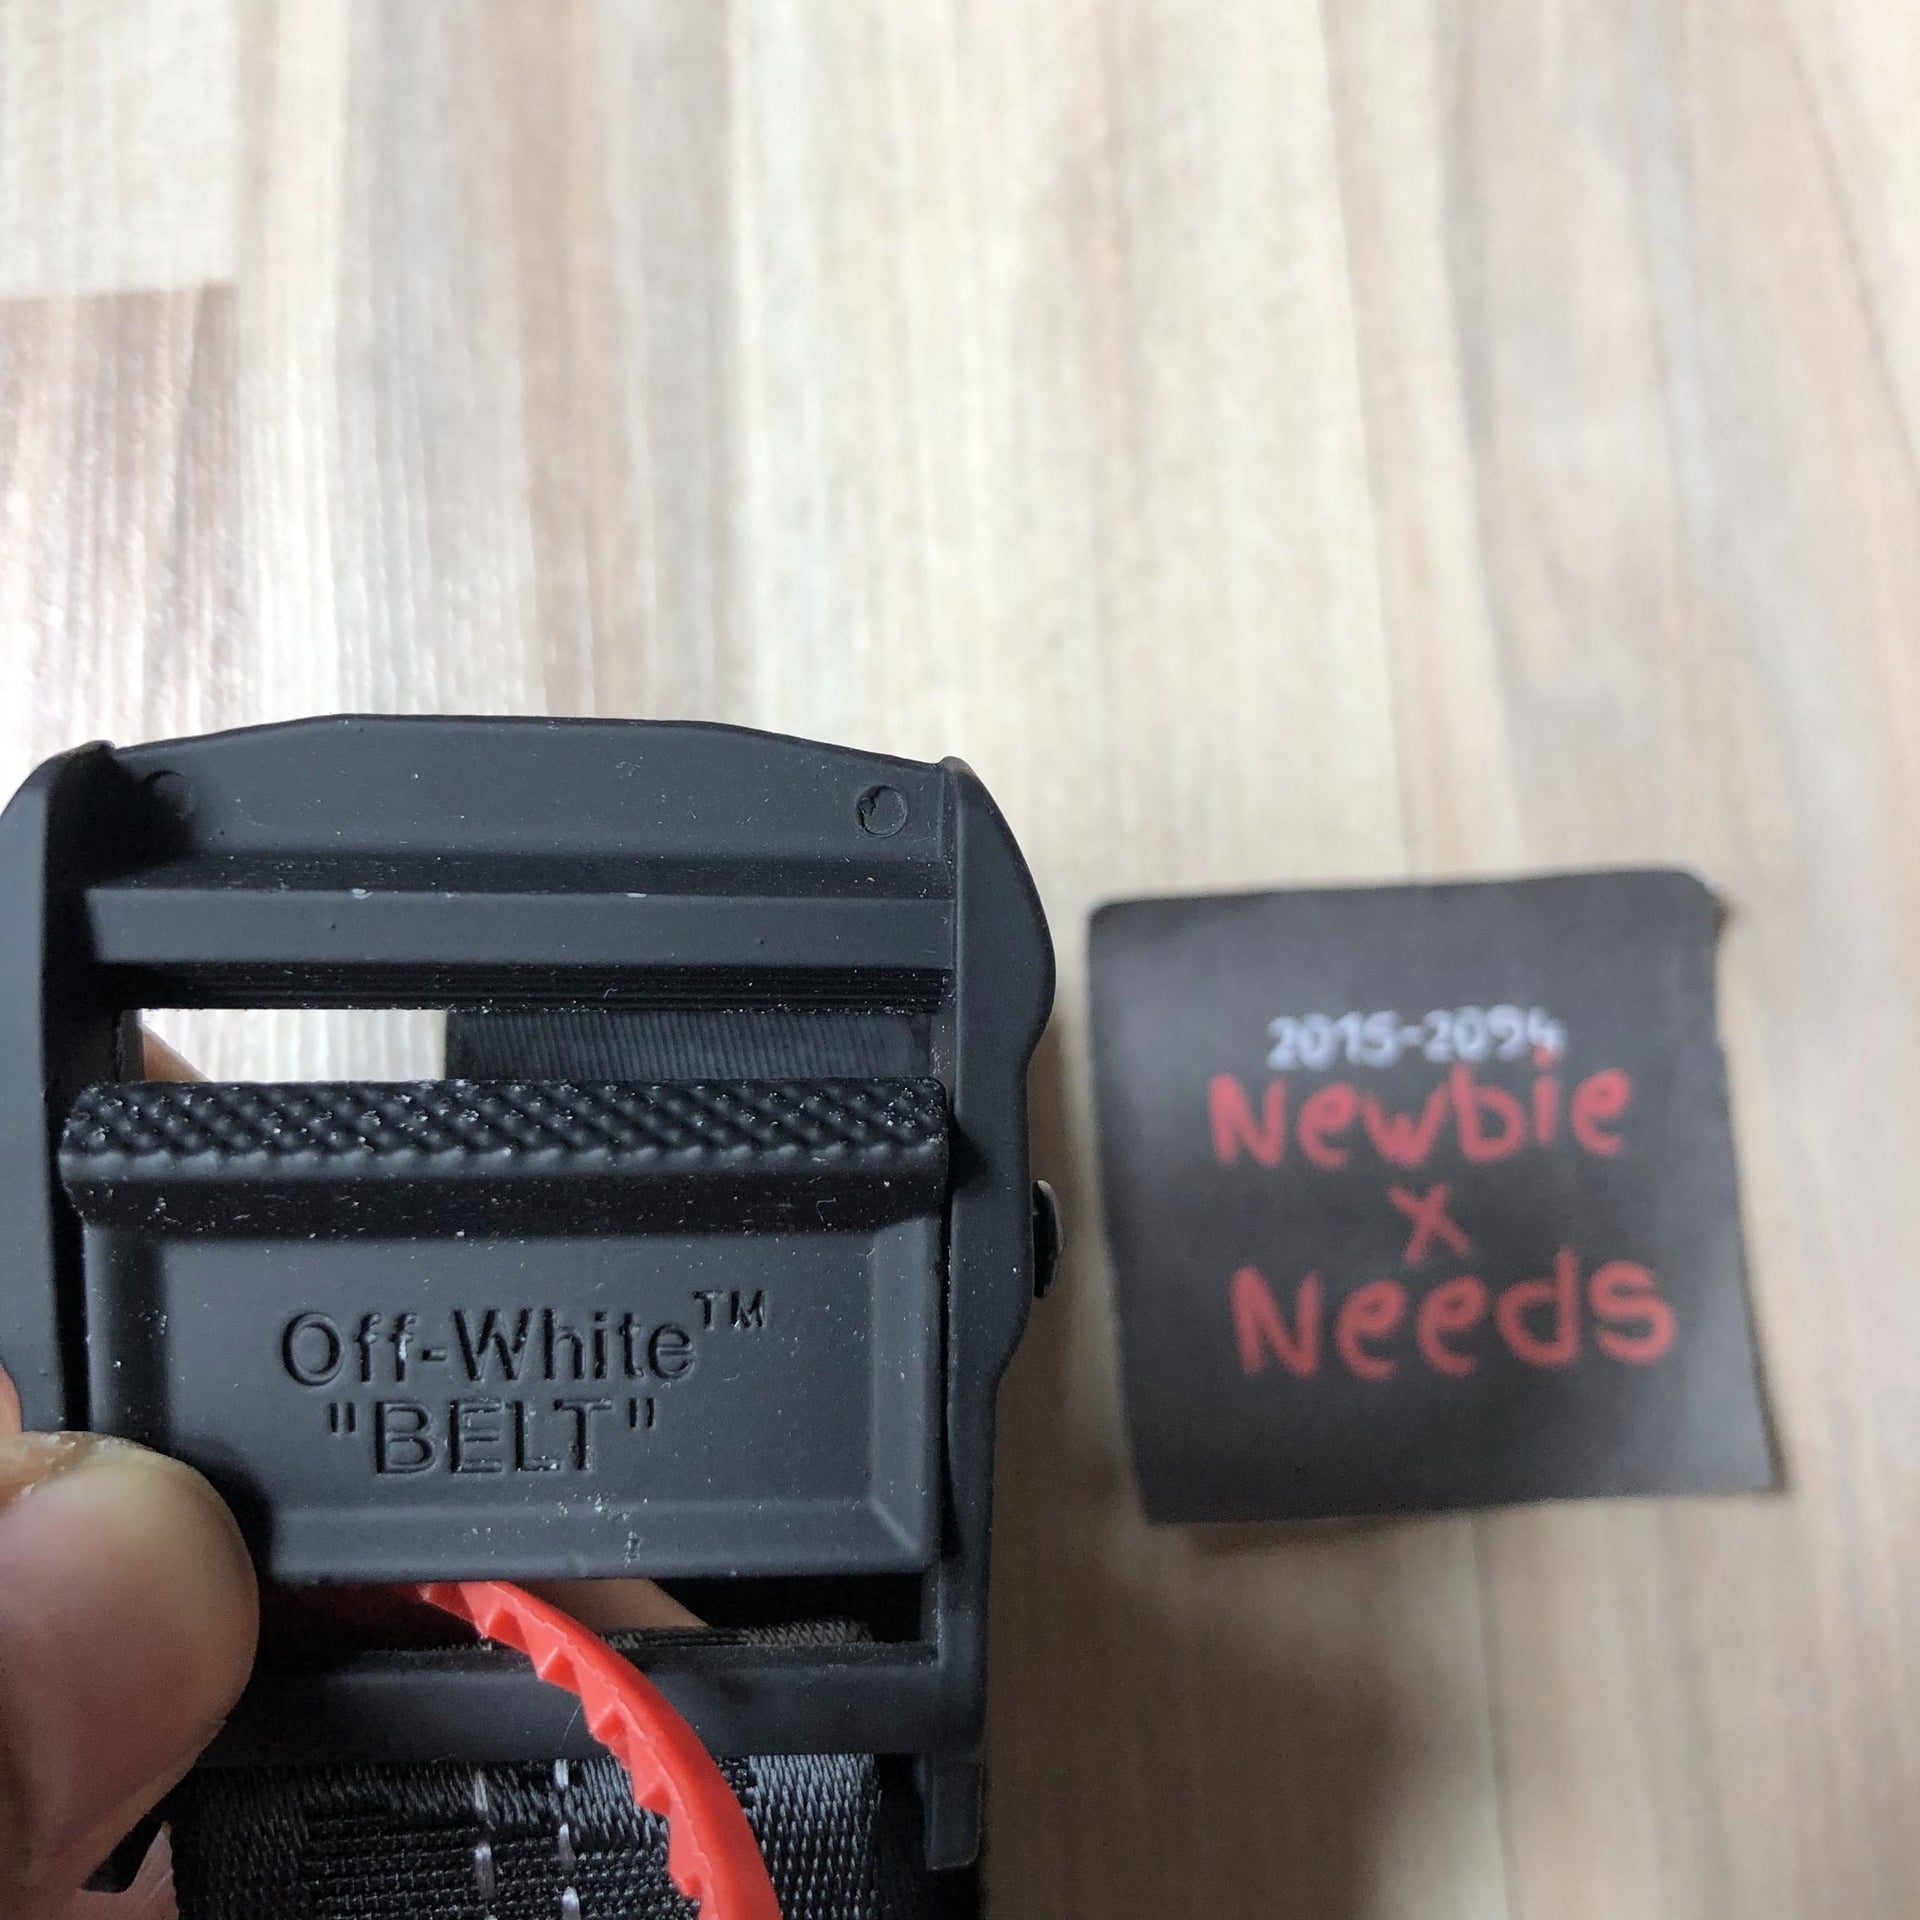 Off-White™
"BELT"
2015-2094
Newbie
x
Needs